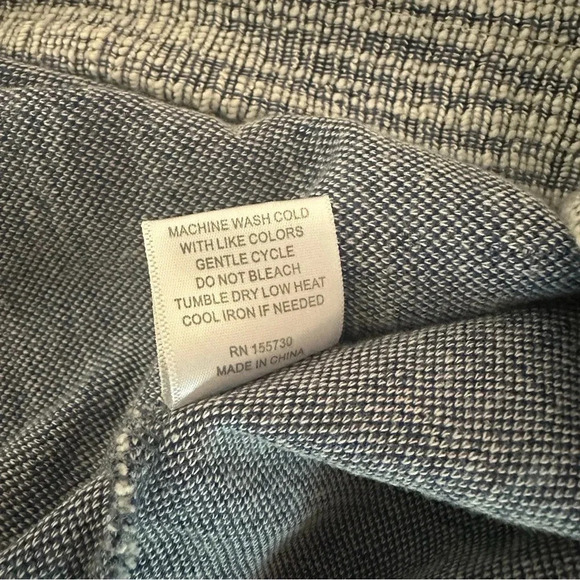 MACHINE WASH COLD
WITH LIKE COLORS
GENTLE CYCLE
DO NOT BLEACH
TUMBLE DRY LOW HEAT
COOL IRON IF NEEDED
RN 155730
MADE IN CHINA